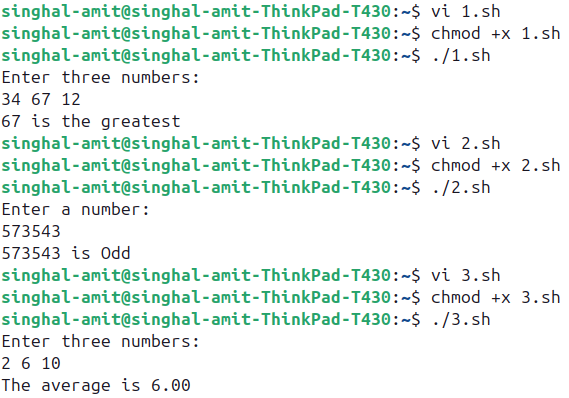 singhal-amit@singhal-amit-ThinkPad-T430:~$ vi 1.sh
singhal-amit@singhal-amit-ThinkPad-T430:~$ chmod +x 1.sh
singhal-amit@singhal-amit-ThinkPad-T430:~$ ./1.sh
Enter three numbers:
34 67 12
67 is the greatest
singhal-amit@singhal-amit-ThinkPad-T430:~$ vi 2.sh
singhal-amit@singhal-amit-ThinkPad-T430:~$ chmod +x 2.sh
singhal-amit@singhal-amit-ThinkPad-T430:~$ ./2.sh
Enter a number:
573543
573543 is Odd
singhal-amit@singhal-amit-ThinkPad-T430:~$ vi 3.sh
singhal-amit@singhal-amit-ThinkPad-T430:~$ chmod +x 3.sh
singhal-amit@singhal-amit-ThinkPad-T430:~$ ./3.sh
Enter three numbers:
2 6 10
The average is 6.00